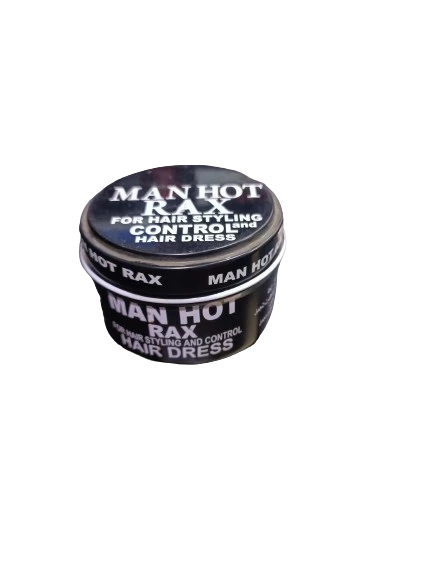 MAN HOT
RAX
FOR HAIR STYLING
CONTROL and
HAIR DRESS
HOT RAX
MAN HOT
MAN HOT
RAX
FOR HAIR STYLING AND CONTROL
HAIR DRESS